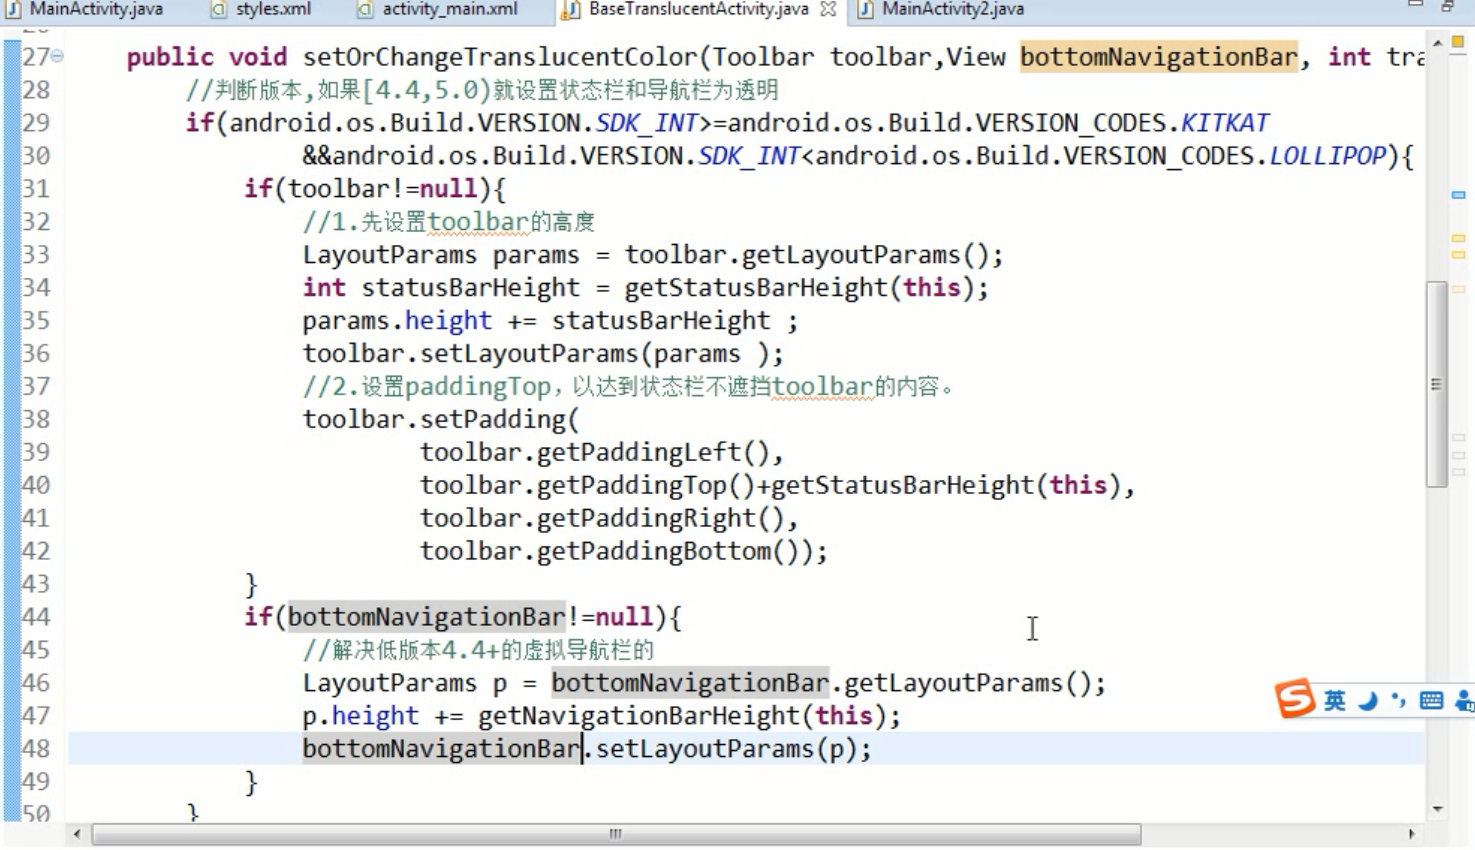 MainActivity.java styles.xml activity_main.xml BaseTranslucentActivity.java MainActivity2.java
27 public void setOrChangeTranslucentColor(Toolbar toolbar,View bottomNavigationBar, int tra
28 //判断版本,如果[4.4,5.0)就设置状态栏和导航栏为透明
29 if(android.os.Build.VERSION.SDK_INT>=android.os.Build.VERSION_CODES.KITKAT
30 &&android.os.Build.VERSION.SDK_INT<android.os.Build.VERSION_CODES.LOLLIPOP){
31 if(toolbar!=null){
32 //1.先设置toolbar的高度
33 LayoutParams params = toolbar.getLayoutParams();
34 int statusBarHeight = getStatusBarHeight(this);
35 params.height += statusBarHeight ;
36 toolbar.setLayoutParams(params );
37 //2.设置paddingTop，以达到状态栏不遮挡toolbar的内容。
38 toolbar.setPadding(
39 toolbar.getPaddingLeft(),
40 toolbar.getPaddingTop()+getStatusBarHeight(this),
41 toolbar.getPaddingRight(),
42 toolbar.getPaddingBottom());
43 }
44 if(bottomNavigationBar!=null){
45 //解决低版本4.4+的虚拟导航栏的
46 LayoutParams p = bottomNavigationBar.getLayoutParams();
47 p.height += getNavigationBarHeight(this);
英
48 bottomNavigationBar.setLayoutParams(p);
49 }
50 }